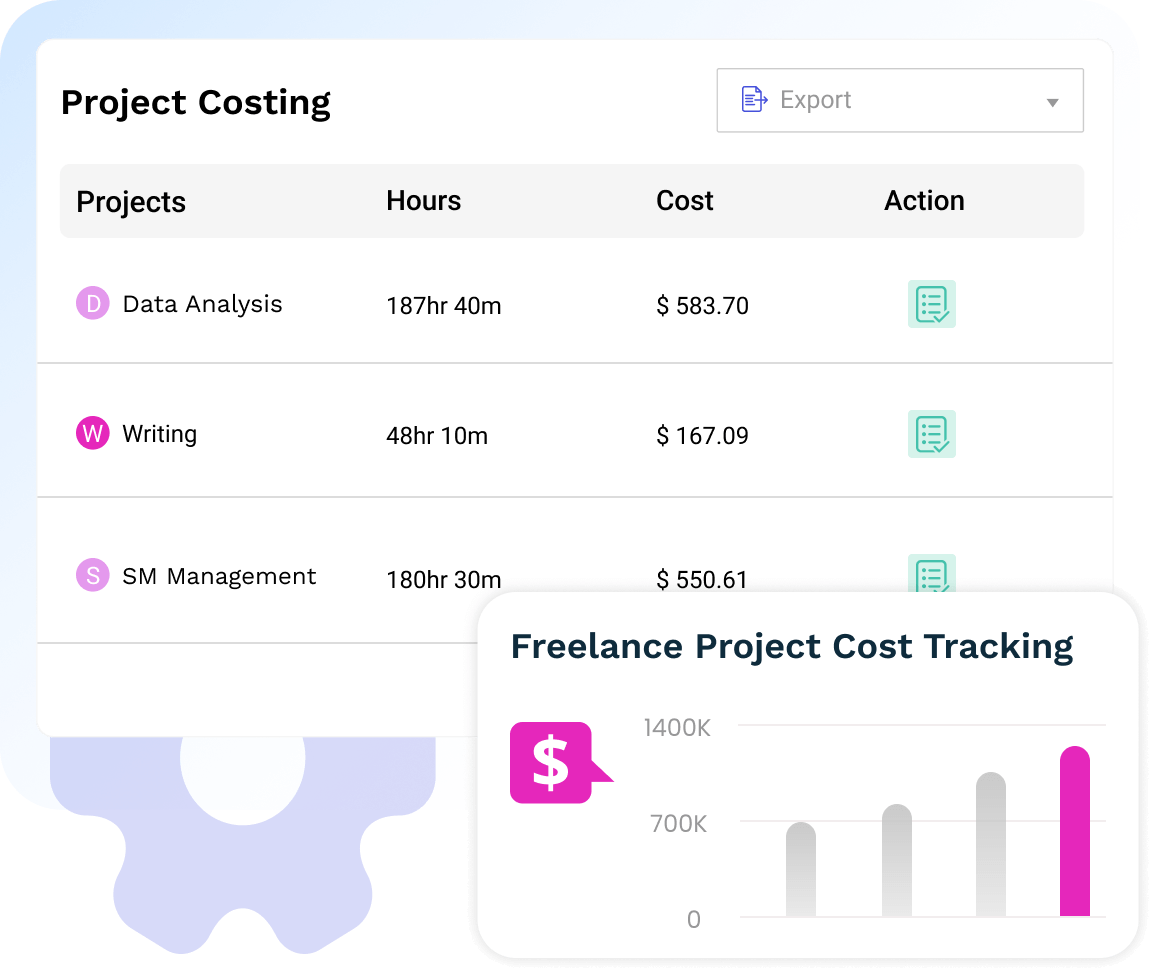 Project Costing
Export
Projects Hours Cost Action
D Data Analysis 187hr 40m $ 583.70
W Writing 48hr 10m $ 167.09
S SM Management 180hr 30m $ 550.61
Freelance Project Cost Tracking
$
1400K
700K
0